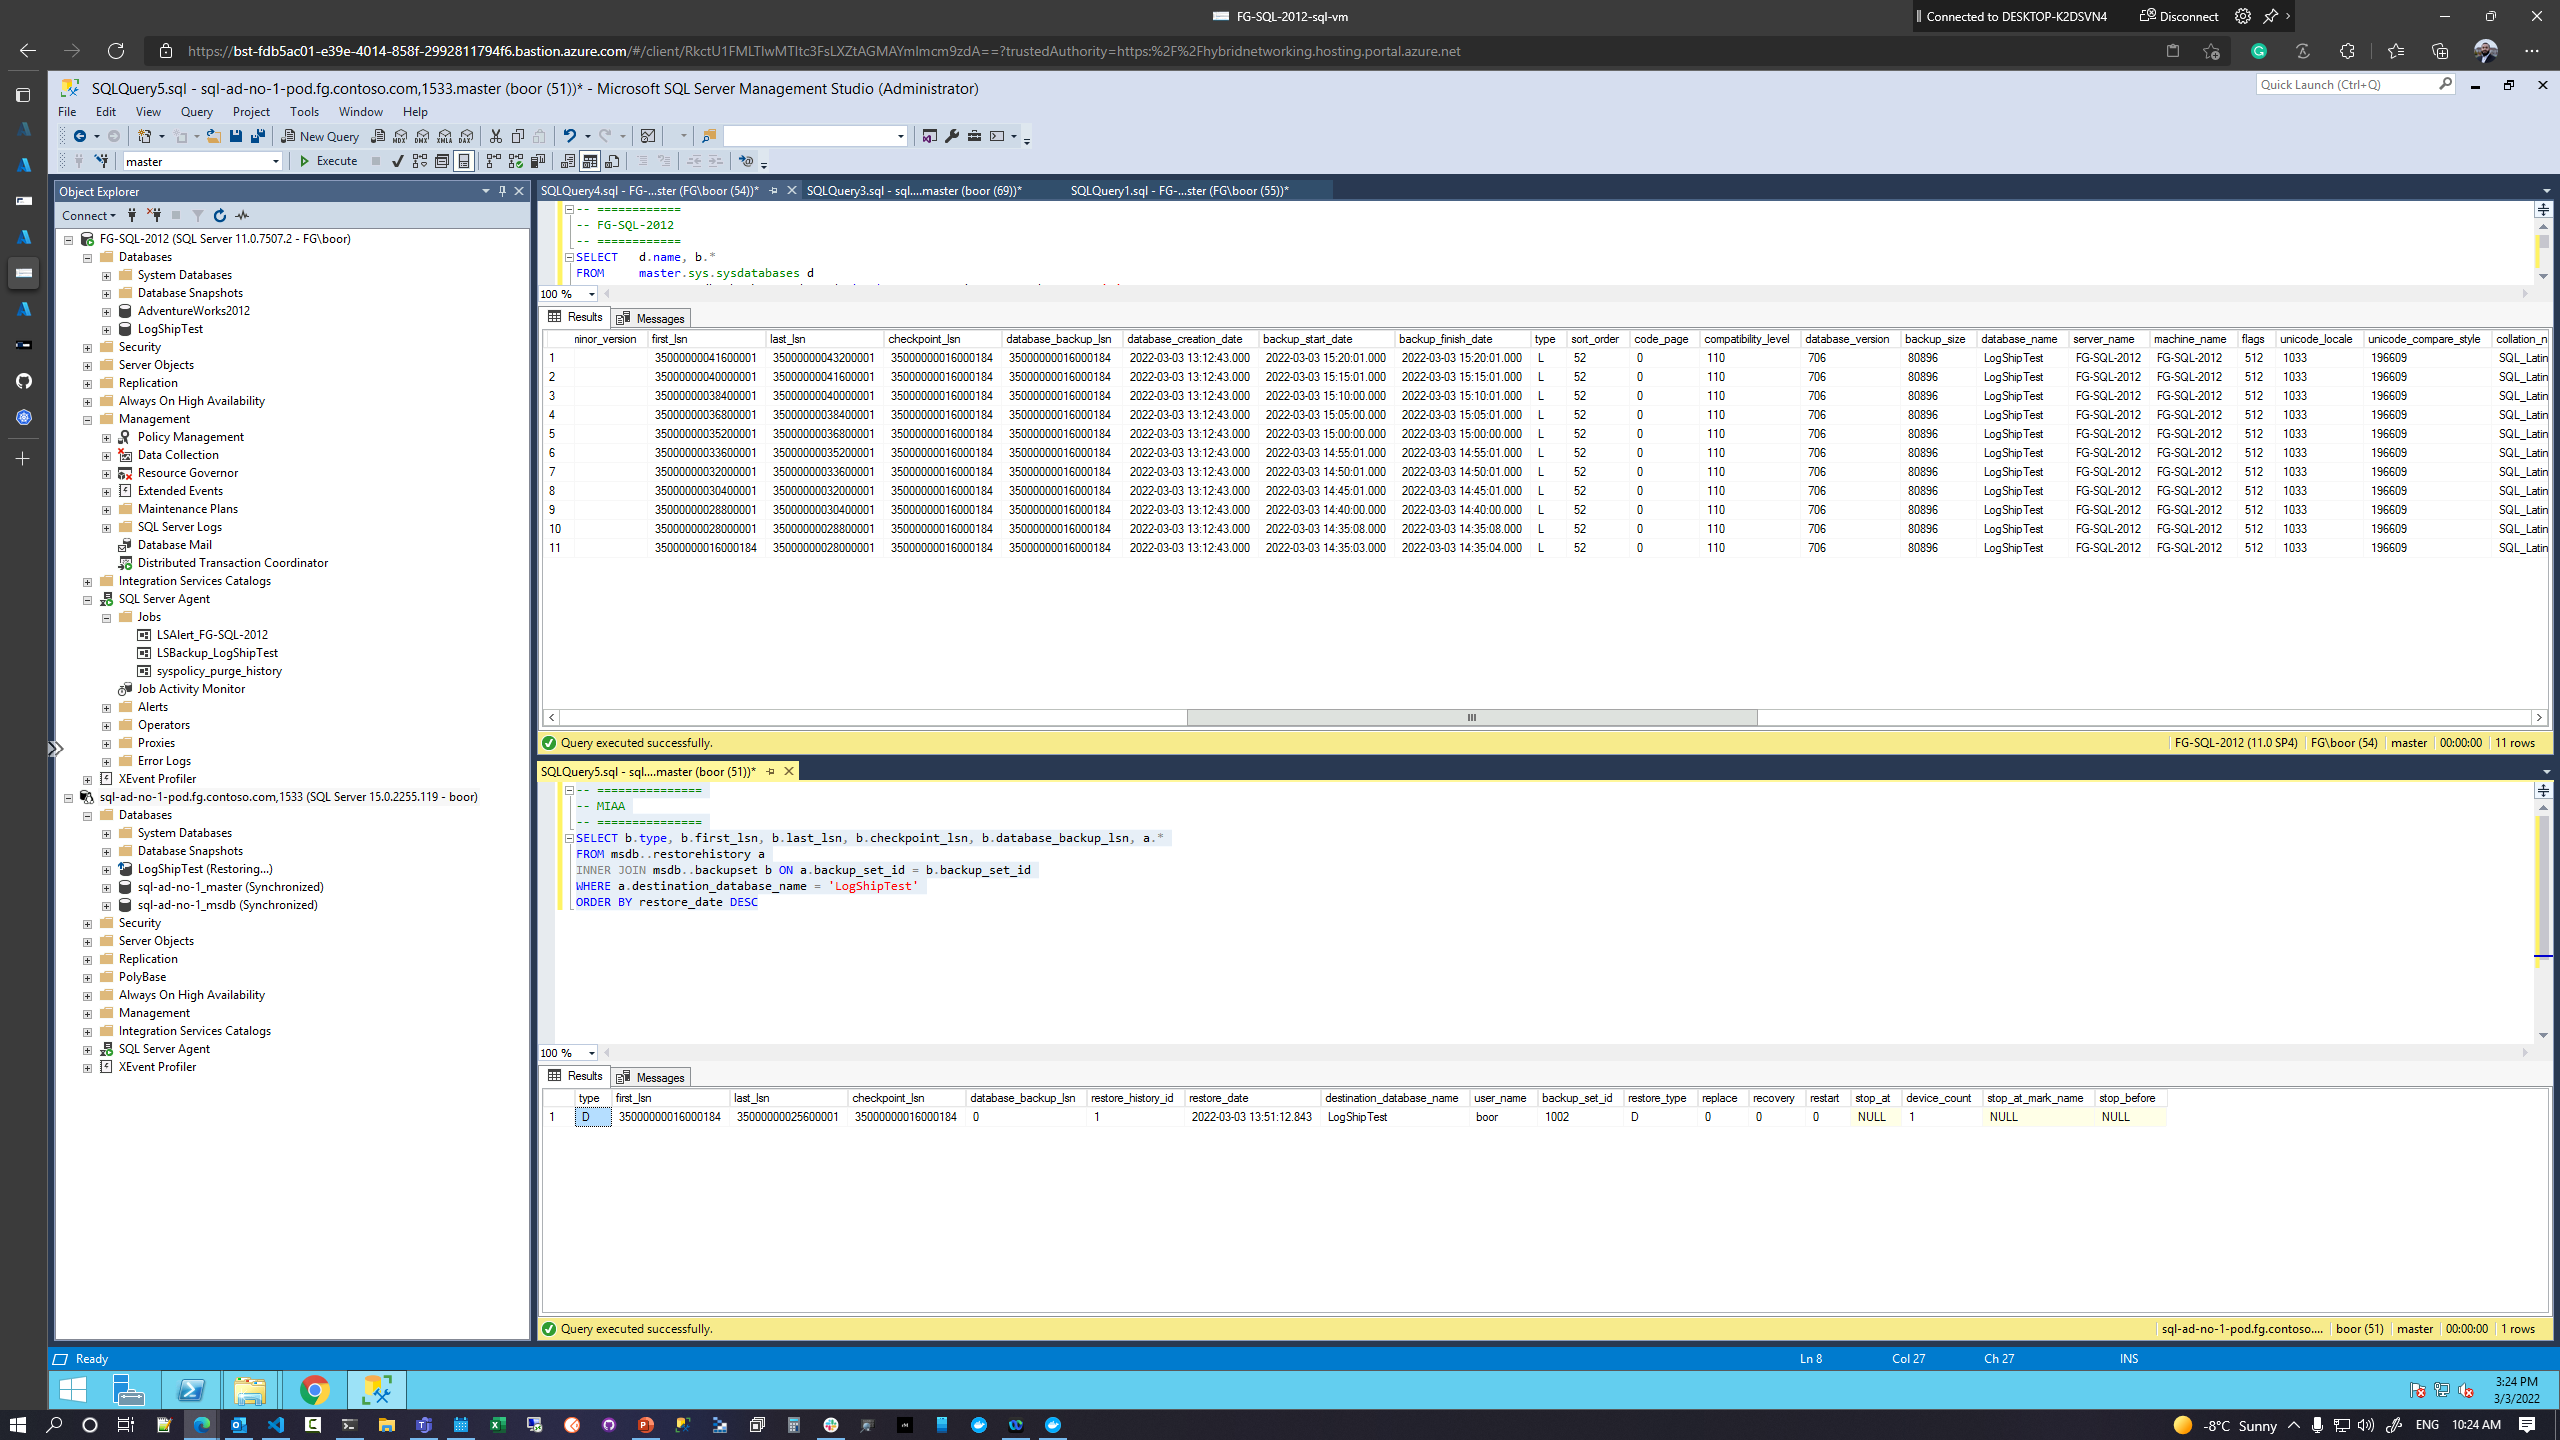 FG-SQL-2012-sql-vm
Connected to DESKTOP-K2DSVN4 Disconnect
https://bst-fdb5ac01-e39e-4014-858f-2992811794f6.bastion.azure.com/#/client/
SQLQuery5.sql - sql-ad-no-1-pod.fg.contoso.com,1533.master (boor (51))* - Microsoft SQL Server Management Studio (Administrator)
Quick Launch (Ctrl+Q)
File Edit View Query Project Tools Window Help
New Query
master Execute
Object Explorer
Connect
FG-SQL-2012 (SQL Server 11.0.7507.2 - FG\boor)
Databases
System Databases
Database Snapshots
AdventureWorks2012
LogShipTest
Security
Server Objects
Replication
Always On High Availability
Management
Policy Management
Data Collection
Resource Governor
Extended Events
Maintenance Plans
SQL Server Logs
Database Mail
Distributed Transaction Coordinator
Integration Services Catalogs
SQL Server Agent
Jobs
LSAlert_FG-SQL-2012
LSBackup_LogShipTest
syspolicy_purge_history
Job Activity Monitor
Alerts
Operators
Proxies
Error Logs
XEvent Profiler
sql-ad-no-1-pod.fg.contoso.com,1533 (SQL Server 15.0.2255.119 - boor)
Databases
System Databases
Database Snapshots
LogShipTest (Restoring...)
sql-ad-no-1_master (Synchronized)
sql-ad-no-1_msdb (Synchronized)
Security
Server Objects
Replication
PolyBase
Always On High Availability
Management
Integration Services Catalogs
SQL Server Agent
XEvent Profiler
SQLQuery4.sql - FG-...ster (FG\boor (54))* SQLQuery3.sql - sql....master (boor (69))* SQLQuery1.sql - FG-...ster (FG\boor (55))*
-- ============
-- FG-SQL-2012
-- ============
SELECT d.name, b.*
FROM master.sys.sysdatabases d
100 %
Results Messages
minor_version first_lsn last_lsn checkpoint_lsn database_backup_lsn database_creation_date backup_start_date backup_finish_date type sort_order code_page compatibility_level database_version backup_size database_name server_name machine_name flags unicode_locale unicode_compare_style collation_n
1 35000000041600001 35000000043200001 35000000016000184 35000000016000184 2022-03-03 13:12:43.000 2022-03-03 15:20:01.000 2022-03-03 15:20:01.000 L 52 0 110 706 80896 LogShipTest FG-SQL-2012 FG-SQL-2012 512 1033 196609 SQL_Latin
2 35000000040000001 35000000041600001 35000000016000184 35000000016000184 2022-03-03 13:12:43.000 2022-03-03 15:15:01.000 2022-03-03 15:15:01.000 L 52 0 110 706 80896 LogShipTest FG-SQL-2012 FG-SQL-2012 512 1033 196609 SQL_Latin
3 35000000038400001 35000000040000001 35000000016000184 35000000016000184 2022-03-03 13:12:43.000 2022-03-03 15:10:00.000 2022-03-03 15:10:01.000 L 52 0 110 706 80896 LogShipTest FG-SQL-2012 FG-SQL-2012 512 1033 196609 SQL_Latin
4 35000000036800001 35000000038400001 35000000016000184 35000000016000184 2022-03-03 13:12:43.000 2022-03-03 15:05:00.000 2022-03-03 15:05:01.000 L 52 0 110 706 80896 LogShipTest FG-SQL-2012 FG-SQL-2012 512 1033 196609 SQL_Latin
5 35000000035200001 35000000036800001 35000000016000184 35000000016000184 2022-03-03 13:12:43.000 2022-03-03 15:00:00.000 2022-03-03 15:00:00.000 L 52 0 110 706 80896 LogShipTest FG-SQL-2012 FG-SQL-2012 512 1033 196609 SQL_Latin
6 35000000033600001 35000000035200001 35000000016000184 35000000016000184 2022-03-03 13:12:43.000 2022-03-03 14:55:01.000 2022-03-03 14:55:01.000 L 52 0 110 706 80896 LogShipTest FG-SQL-2012 FG-SQL-2012 512 1033 196609 SQL_Latin
7 35000000032000001 35000000033600001 35000000016000184 35000000016000184 2022-03-03 13:12:43.000 2022-03-03 14:50:01.000 2022-03-03 14:50:01.000 L 52 0 110 706 80896 LogShipTest FG-SQL-2012 FG-SQL-2012 512 1033 196609 SQL_Latin
8 35000000030400001 35000000032000001 35000000016000184 35000000016000184 2022-03-03 13:12:43.000 2022-03-03 14:45:01.000 2022-03-03 14:45:01.000 L 52 0 110 706 80896 LogShipTest FG-SQL-2012 FG-SQL-2012 512 1033 196609 SQL_Latin
9 35000000028800001 35000000030400001 35000000016000184 35000000016000184 2022-03-03 13:12:43.000 2022-03-03 14:40:00.000 2022-03-03 14:40:00.000 L 52 0 110 706 80896 LogShipTest FG-SQL-2012 FG-SQL-2012 512 1033 196609 SQL_Latin
10 35000000028000001 35000000028800001 35000000016000184 35000000016000184 2022-03-03 13:12:43.000 2022-03-03 14:35:08.000 2022-03-03 14:35:08.000 L 52 0 110 706 80896 LogShipTest FG-SQL-2012 FG-SQL-2012 512 1033 196609 SQL_Latin
11 35000000016000184 35000000028000001 35000000016000184 35000000016000184 2022-03-03 13:12:43.000 2022-03-03 14:35:03.000 2022-03-03 14:35:04.000 L 52 0 110 706 80896 LogShipTest FG-SQL-2012 FG-SQL-2012 512 1033 196609 SQL_Latin
Query executed successfully. FG-SQL-2012 (11.0 SP4) FG\boor (54) master 00:00:00 11 rows
SQLQuery5.sql - sql....master (boor (51))*
-- ===============
-- MIAA
-- ===============
SELECT b.type, b.first_lsn, b.last_lsn, b.checkpoint_lsn, b.database_backup_lsn, a.*
FROM msdb..restorehistory a
INNER JOIN msdb..backupset b ON a.backup_set_id = b.backup_set_id
WHERE a.destination_database_name = 'LogShipTest'
ORDER BY restore_date DESC
100 %
Results Messages
type first_lsn last_lsn checkpoint_lsn database_backup_lsn restore_history_id restore_date destination_database_name user_name backup_set_id restore_type replace recovery restart stop_at device_count stop_at_mark_name stop_before
1 D 35000000016000184 35000000025600001 35000000016000184 0 1 2022-03-03 13:51:12.843 LogShipTest boor 1002 D 0 0 0 NULL 1 NULL NULL
Query executed successfully. sql-ad-no-1-pod.fg.contoso.... boor (51) master 00:00:00 1 rows
Ready Ln 8 Col 27 Ch 27 INS
3:24 PM
3/3/2022
-8°C Sunny ENG 10:24 AM